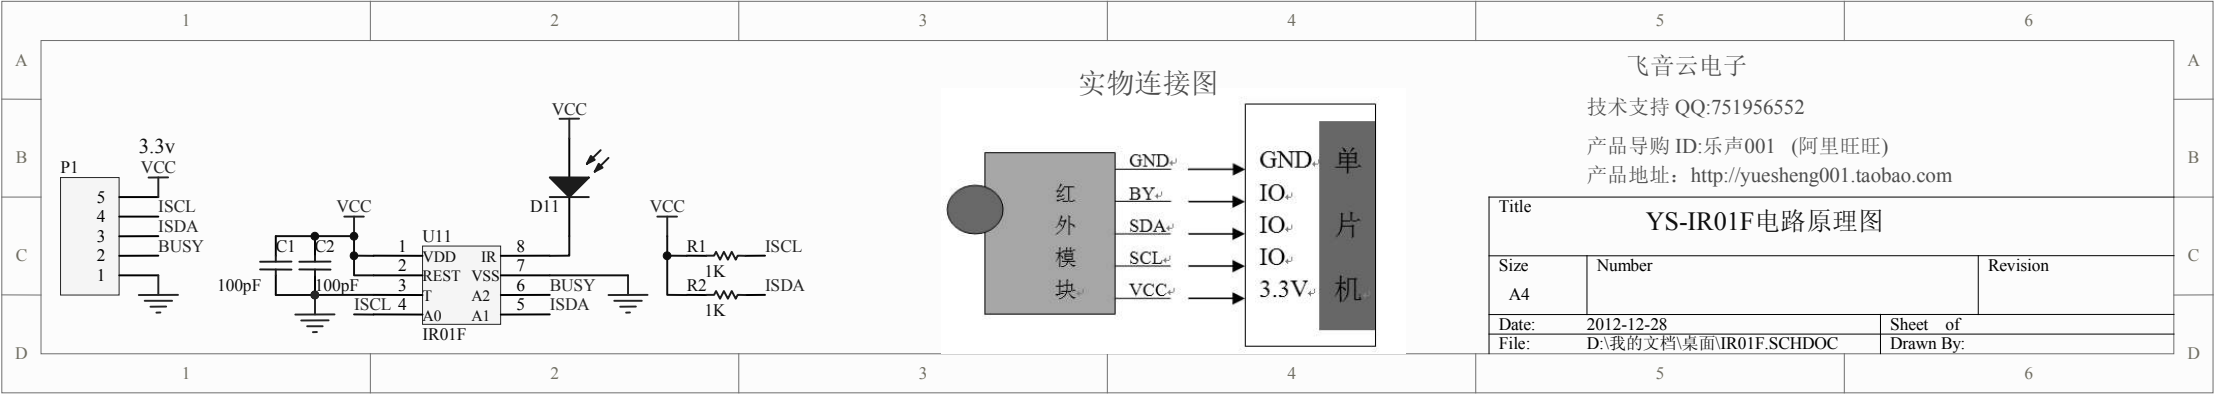 1 2 3 4 5 6
A A
飞音云电子
实物连接图
技术支持 QQ:751956552
VCC
产品导购 ID:乐声001 (阿里旺旺)
产品地址：http://yuesheng001.taobao.com
B B
3.3v
VCC
P1
5
4 ISCL
3 ISDA
2 BUSY
1
D11
VCC
VCC
C1 C2
100pF 100pF
U11
1 VDD IR 8
2 REST VSS 7
3 T A2 6 BUSY
ISCL 4 A0 A1 5 ISDA
IR01F
R1 ISCL
1K
R2 ISDA
1K
红外模块
GND GND
BY IO
SDA IO
SCL IO
VCC 3.3V
单片机
C C
Title
YS-IR01F电路原理图
Size Number Revision
A4
Date: 2012-12-28 Sheet of
File: D:\我的文档\桌面\IR01F.SCHDOC Drawn By:
D D
1 2 3 4 5 6